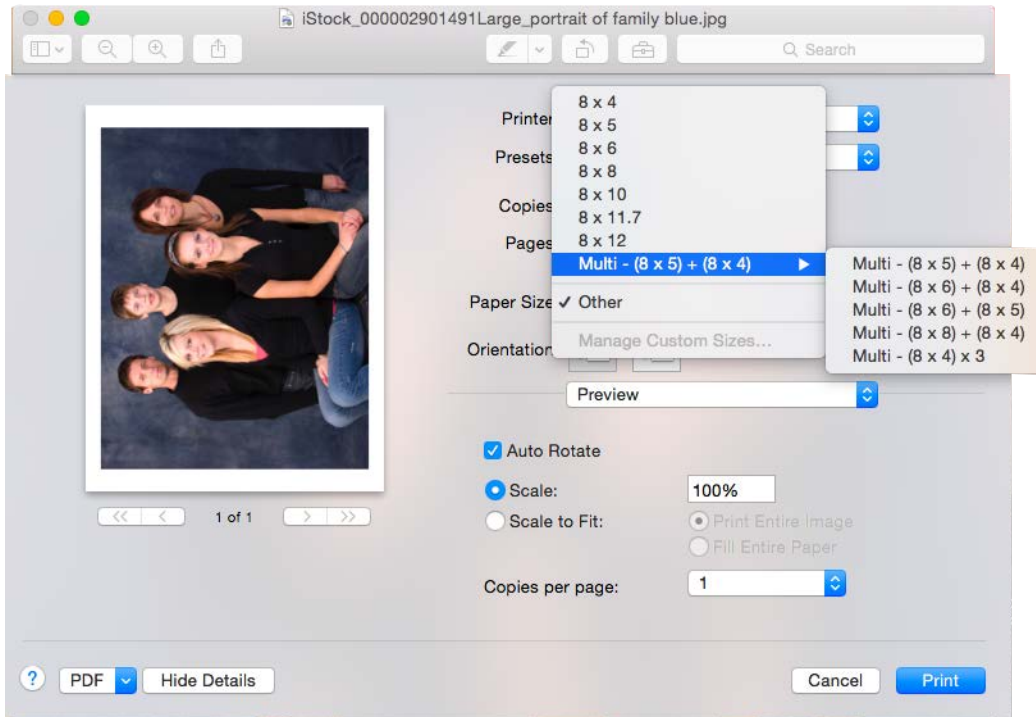 iStock_000002901491Large_portrait of family blue.jpg
Search
Printer
Presets
Copies
Pages
Paper Size
Orientation
8 x 4
8 x 5
8 x 6
8 x 8
8 x 10
8 x 11.7
8 x 12
Multi - (8 x 5) + (8 x 4)
✓ Other
Manage Custom Sizes...
Multi - (8 x 5) + (8 x 4)
Multi - (8 x 6) + (8 x 4)
Multi - (8 x 6) + (8 x 5)
Multi - (8 x 8) + (8 x 4)
Multi - (8 x 4) x 3
Preview
Auto Rotate
Scale: 100%
Scale to Fit: Print Entire Image
Fill Entire Paper
Copies per page: 1
1 of 1
? PDF Hide Details Cancel Print